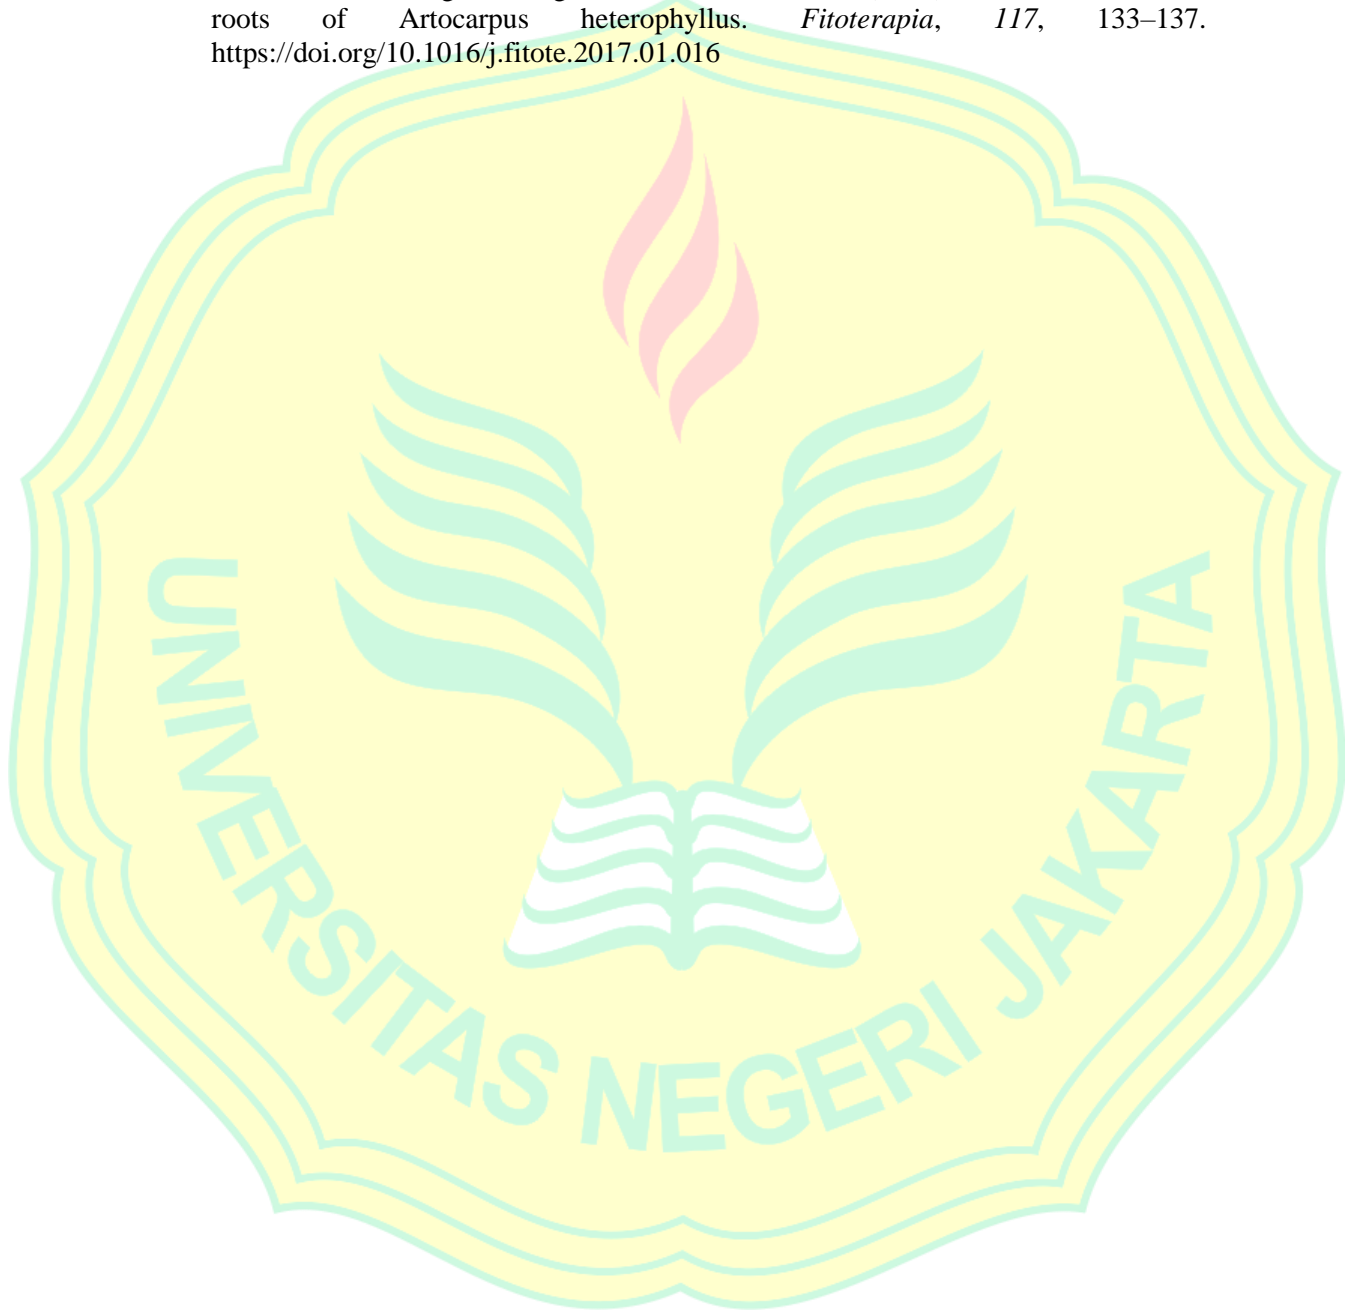 roots of Artocarpus heterophyllus. Fitoterapia, 117, 133–137.
https://doi.org/10.1016/j.fitote.2017.01.016
UNIVERSITAS NEGERI JAKARTA